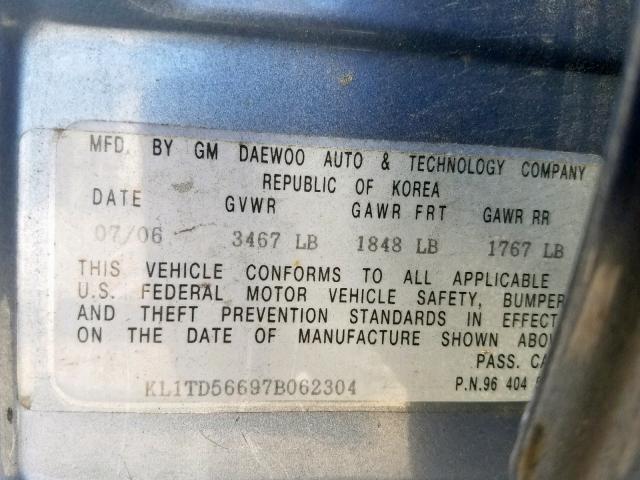 MFD. BY GM DAEWOO AUTO & TECHNOLOGY COMPANY
REPUBLIC OF KOREA
DATE GVWR GAWR FRT GAWR RR
07/06 3467 LB 1848 LB 1767 LB
THIS VEHICLE CONFORMS TO ALL APPLICABLE
U.S. FEDERAL MOTOR VEHICLE SAFETY, BUMPER
AND THEFT PREVENTION STANDARDS IN EFFECT
ON THE DATE OF MANUFACTURE SHOWN
PASS.
KL1TD56697B062304 P.N.96 404